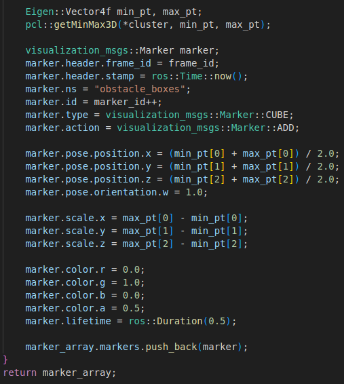 Eigen::Vector4f min_pt, max_pt;
pcl::getMinMax3D(*cluster, min_pt, max_pt);
visualization_msgs::Marker marker;
marker.header.frame_id = frame_id;
marker.header.stamp = ros::Time::now();
marker.ns = "obstacle_boxes";
marker.id = marker_id++;
marker.type = visualization_msgs::Marker::CUBE;
marker.action = visualization_msgs::Marker::ADD;
marker.pose.position.x = (min_pt[0] + max_pt[0]) / 2.0;
marker.pose.position.y = (min_pt[1] + max_pt[1]) / 2.0;
marker.pose.position.z = (min_pt[2] + max_pt[2]) / 2.0;
marker.pose.orientation.w = 1.0;
marker.scale.x = max_pt[0] - min_pt[0];
marker.scale.y = max_pt[1] - min_pt[1];
marker.scale.z = max_pt[2] - min_pt[2];
marker.color.r = 0.0;
marker.color.g = 1.0;
marker.color.b = 0.0;
marker.color.a = 0.5;
marker.lifetime = ros::Duration(0.5);
marker_array.markers.push_back(marker);
}
return marker_array;